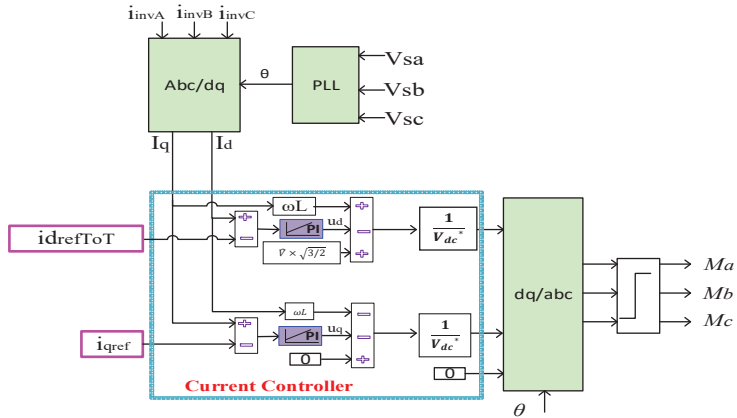 iinvA iinvB iinvC
Abc/dq
θ
PLL
Vsa
Vsb
Vsc
Iq
Id
idrefToT
+
−
ωL
PI
ud
V̂ × √3/2
+
−
+
1
Vdc*
iqref
+
−
ωL
PI
uq
0
−
−
+
1
Vdc*
0
Current Controller
dq/abc
θ
Ma
Mb
Mc